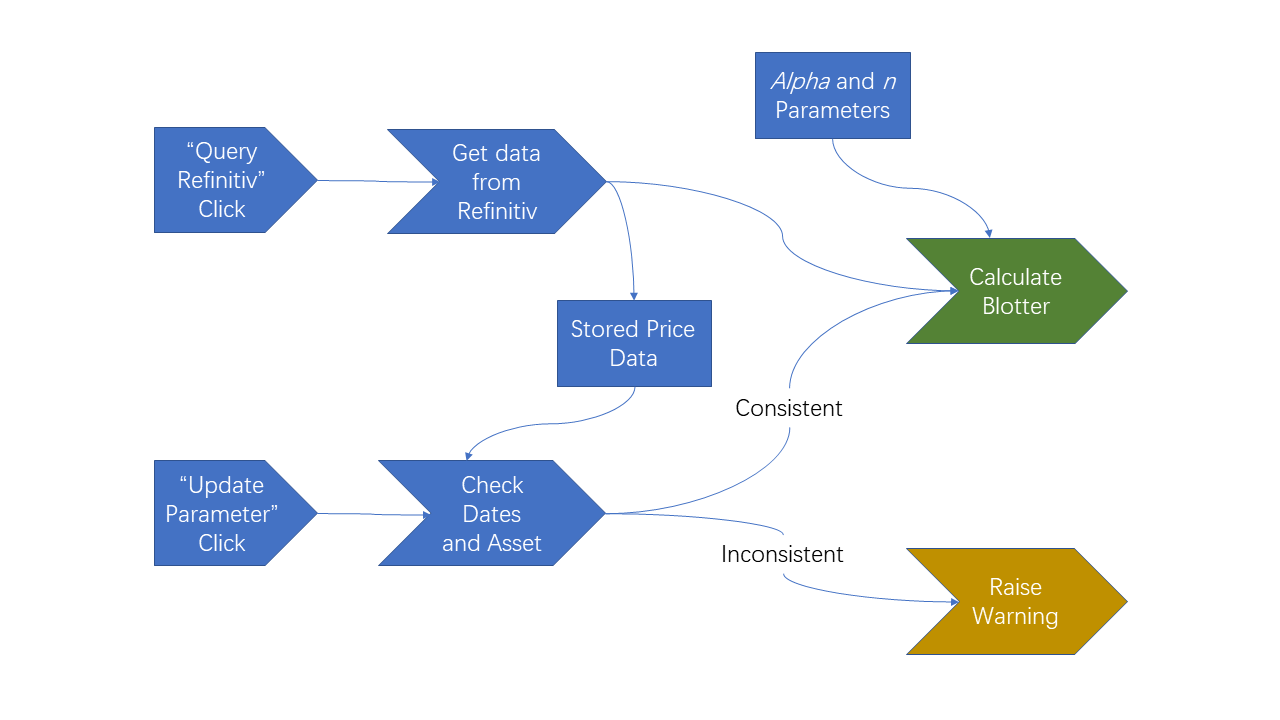 Alpha and n
Parameters
“Query
Refinitiv”
Click
Get data
from
Refinitiv
Calculate
Blotter
Stored Price
Data
Consistent
“Update
Parameter”
Click
Check
Dates
and Asset
Inconsistent
Raise
Warning